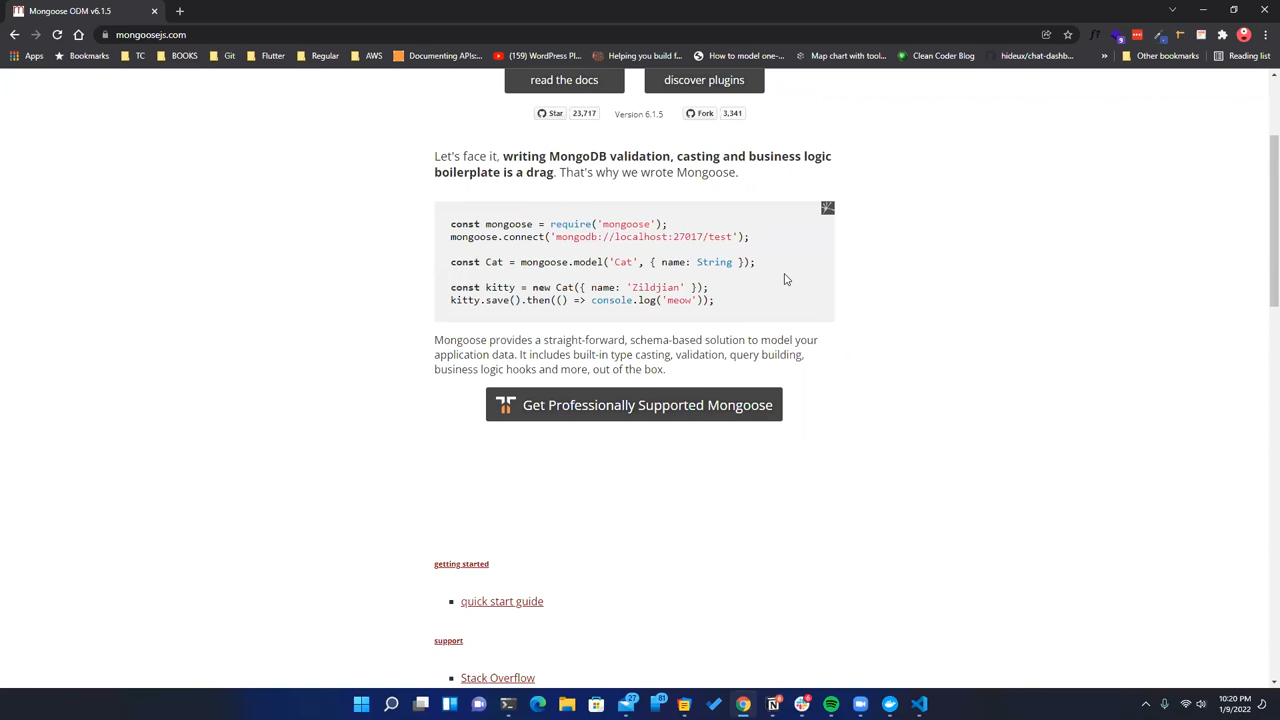 Mongoose ODM v6.1.5
mongoosejs.com
Apps
Bookmarks
TC
BOOKS
Git
Flutter
Regular
AWS
Documenting APIs:...
(159) WordPress Pl...
Helping you build f...
How to model one-...
Map chart with tool...
Clean Coder Blog
hideux/chat-dashb...
Other bookmarks
Reading list
read the docs
discover plugins
Star 23,717
Version 6.1.5
Fork 3,341
Let's face it, writing MongoDB validation, casting and business logic
boilerplate is a drag. That's why we wrote Mongoose.
const mongoose = require('mongoose');
mongoose.connect('mongodb://localhost:27017/test');
const Cat = mongoose.model('Cat', { name: String });
const kitty = new Cat({ name: 'Zildjian' });
kitty.save().then(() => console.log('meow'));
Mongoose provides a straight-forward, schema-based solution to model your
application data. It includes built-in type casting, validation, query building,
business logic hooks and more, out of the box.
Get Professionally Supported Mongoose
getting started
quick start guide
support
Stack Overflow
27
81
10:20 PM
1/9/2022